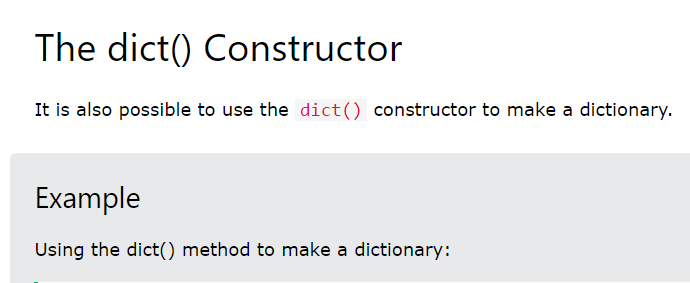 The dict() Constructor
It is also possible to use the dict() constructor to make a dictionary.
Example
Using the dict() method to make a dictionary: